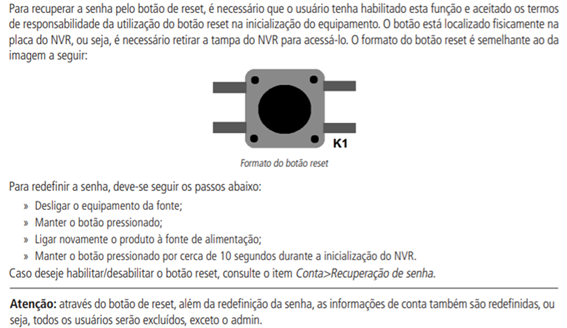 Para recuperar a senha pelo botão de reset, é necessário que o usuário tenha habilitado esta função e aceitado os termos
de responsabilidade da utilização do botão reset na inicialização do equipamento. O botão está localizado fisicamente na
placa do NVR, ou seja, é necessário retirar a tampa do NVR para acessá-lo. O formato do botão reset é semelhante ao da
imagem a seguir:
K1
Formato do botão reset
Para redefinir a senha, deve-se seguir os passos abaixo:
» Desligar o equipamento da fonte;
» Manter o botão pressionado;
» Ligar novamente o produto à fonte de alimentação;
» Manter o botão pressionado por cerca de 10 segundos durante a inicialização do NVR.
Caso deseje habilitar/desabilitar o botão reset, consulte o item Conta>Recuperação de senha.
Atenção: através do botão de reset, além da redefinição da senha, as informações de conta também são redefinidas, ou
seja, todos os usuários serão excluídos, exceto o admin.